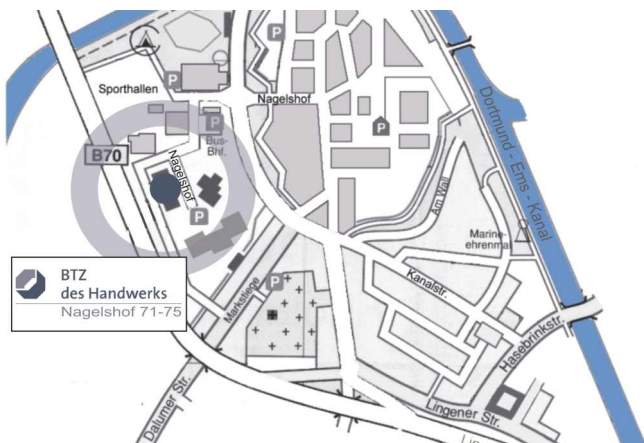 P
Sporthallen
P
Nagelshof
P
Bus-
Bhf.
P
B70
Nagelshof
P
Dortmund - Ems - Kanal
Am Wall
Marine-
ehrenmal
BTZ
des Handwerks
Nagelshof 71-75
P
Markstiege
Kanalstr.
Hasebrinkstr.
Dalumer Str.
Lingener Str.